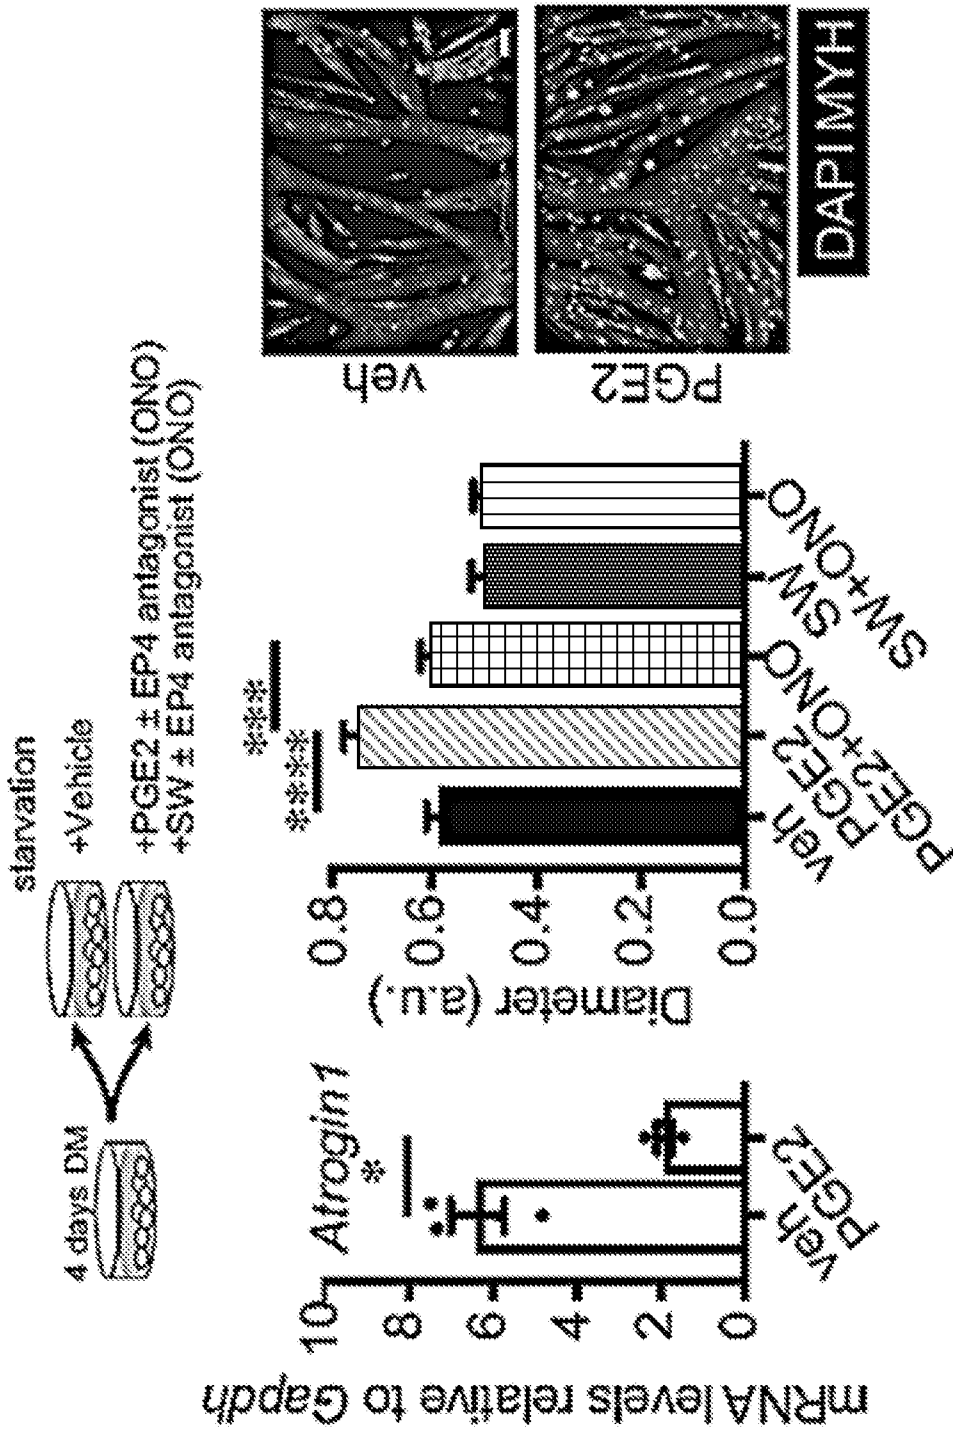 4 days DM
starvation
+Vehicle
+PGE2 ± EP4 antagonist (ONO)
+SW ± EP4 antagonist (ONO)
mRNA levels relative to Gapdh
10
8
6
4
2
0
Atrogin1
*
veh
PGE2
Diameter (a.u.)
0.8
0.6
0.4
0.2
0.0
****
***
veh
PGE2
PGE2+ONO
SW
SW+ONO
veh
PGE2
DAPI MYH